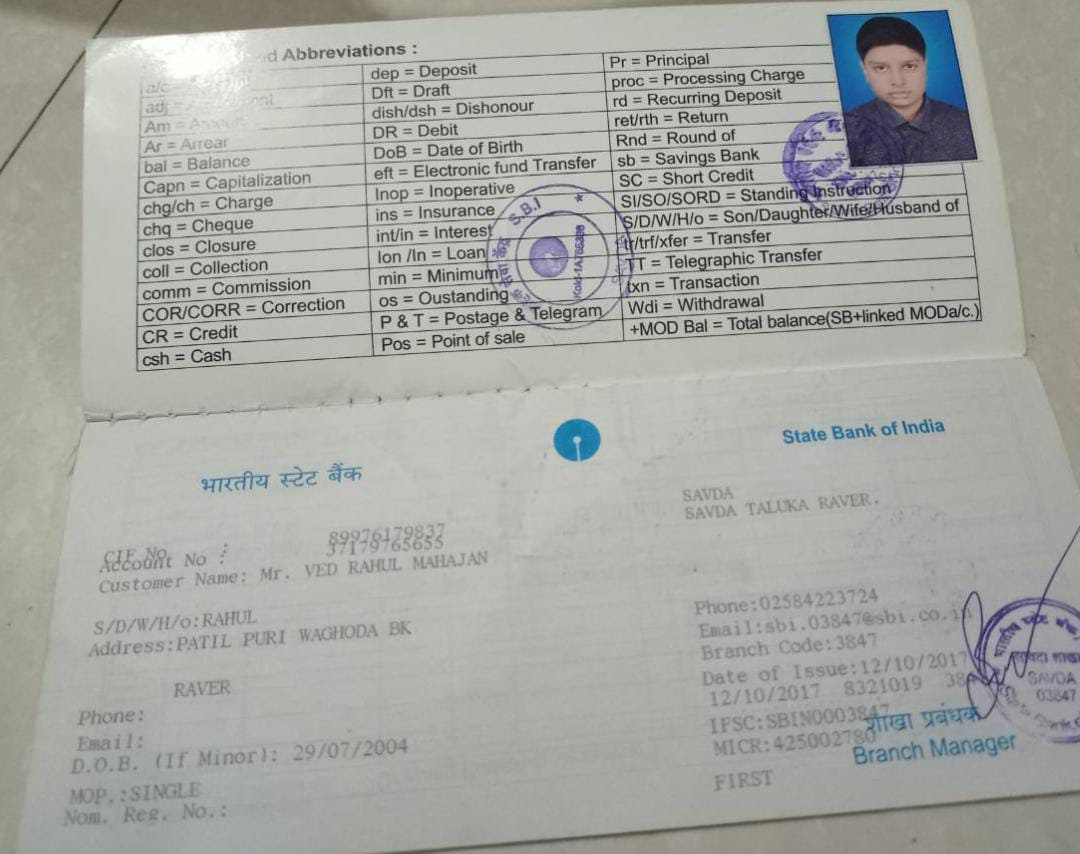 d Abbreviations :
Am =
Ar = Arrear
bal = Balance
Capn = Capitalization
chg/ch = Charge
chq = Cheque
clos = Closure
coll = Collection
comm = Commission
COR/CORR = Correction
CR = Credit
csh = Cash
dep = Deposit
Dft = Draft
dish/dsh = Dishonour
DR = Debit
DoB = Date of Birth
eft = Electronic fund Transfer
Inop = Inoperative
ins = Insurance
int/in = Interest
lon /ln = Loan
min = Minimum
os = Oustanding
P & T = Postage & Telegram
Pos = Point of sale
Pr = Principal
proc = Processing Charge
rd = Recurring Deposit
ret/rth = Return
Rnd = Round of
sb = Savings Bank
SC = Short Credit
SI/SO/SORD = Standing Instruction
S/D/W/H/o = Son/Daughter/Wife/Husband of
tr/trf/xfer = Transfer
TT = Telegraphic Transfer
txn = Transaction
Wdi = Withdrawal
+MOD Bal = Total balance(SB+linked MODa/c.)
S.B.I
भारतीय स्टेट बैंक
State Bank of India
SAVDA
SAVDA TALUKA RAVER.
CIF No. : 89976179837
Account No : 37179765655
Customer Name: Mr. VED RAHUL MAHAJAN
S/D/W/H/o:RAHUL
Address:PATIL PURI WAGHODA BK
RAVER
Phone:
Email:
D.O.B. (If Minor): 29/07/2004
MOP.:SINGLE
Nom. Reg. No.:
Phone:02584223724
Email:sbi.03847@sbi.co.in
Branch Code:3847
Date of Issue:12/10/2017
12/10/2017 8321019
IFSC:SBIN0003847
MICR:425002780
शाखा प्रबंधक
Branch Manager
FIRST
SAVDA
03847